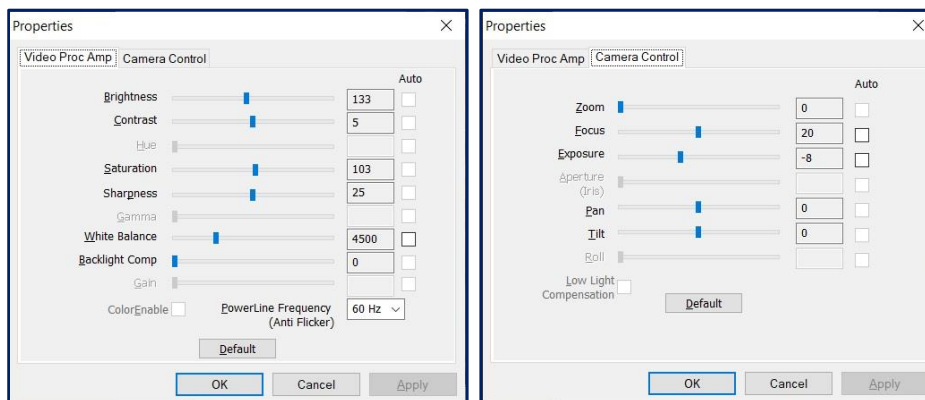 Properties
Video Proc Amp Camera Control
Auto
Brightness 133
Contrast 5
Hue
Saturation 103
Sharpness 25
Gamma
White Balance 4500
Backlight Comp 0
Gain
ColorEnable PowerLine Frequency 60 Hz
(Anti Flicker)
Default
OK Cancel Apply
Properties
Video Proc Amp Camera Control
Auto
Zoom 0
Focus 20
Exposure -8
Aperture
(Iris)
Pan 0
Tilt 0
Roll
Low Light
Compensation
Default
OK Cancel Apply